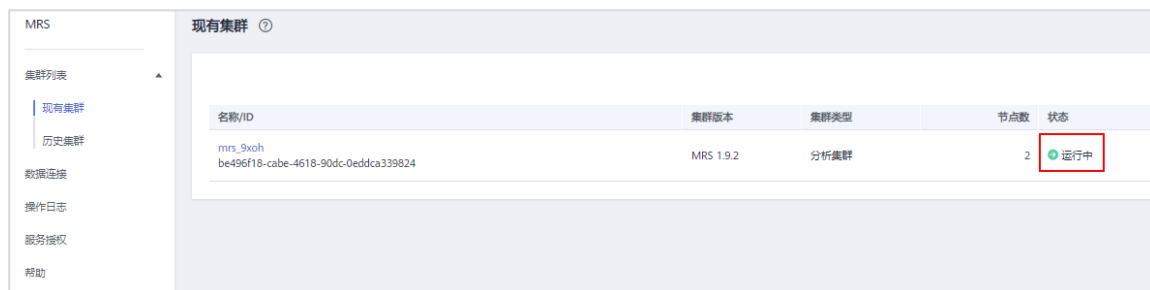 MRS
集群列表
现有集群
历史集群
数据连接
操作日志
服务授权
帮助
现有集群 ?
名称/ID 集群版本 集群类型 节点数 状态
mrs_9xoh
be496f18-cabe-4618-90dc-0eddca339824 MRS 1.9.2 分析集群 2 运行中